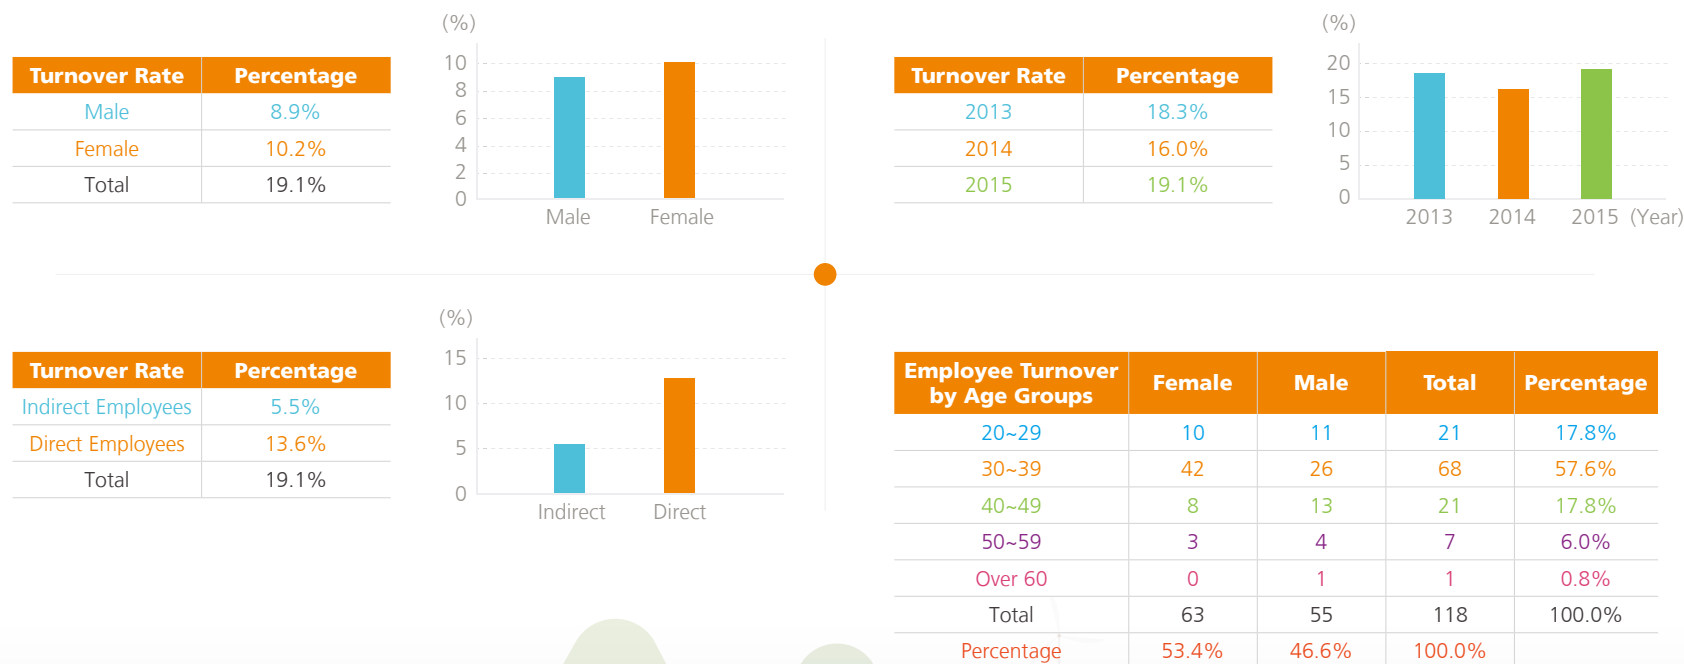 Turnover Rate Percentage
Male 8.9%
Female 10.2%
Total 19.1%
(%)
10
8
6
4
2
0
Male Female
Turnover Rate Percentage
2013 18.3%
2014 16.0%
2015 19.1%
(%)
20
15
10
5
0
2013 2014 2015 (Year)
Turnover Rate Percentage
Indirect Employees 5.5%
Direct Employees 13.6%
Total 19.1%
(%)
15
10
5
0
Indirect Direct
Employee Turnover
by Age Groups Female Male Total Percentage
20~29 10 11 21 17.8%
30~39 42 26 68 57.6%
40~49 8 13 21 17.8%
50~59 3 4 7 6.0%
Over 60 0 1 1 0.8%
Total 63 55 118 100.0%
Percentage 53.4% 46.6% 100.0%